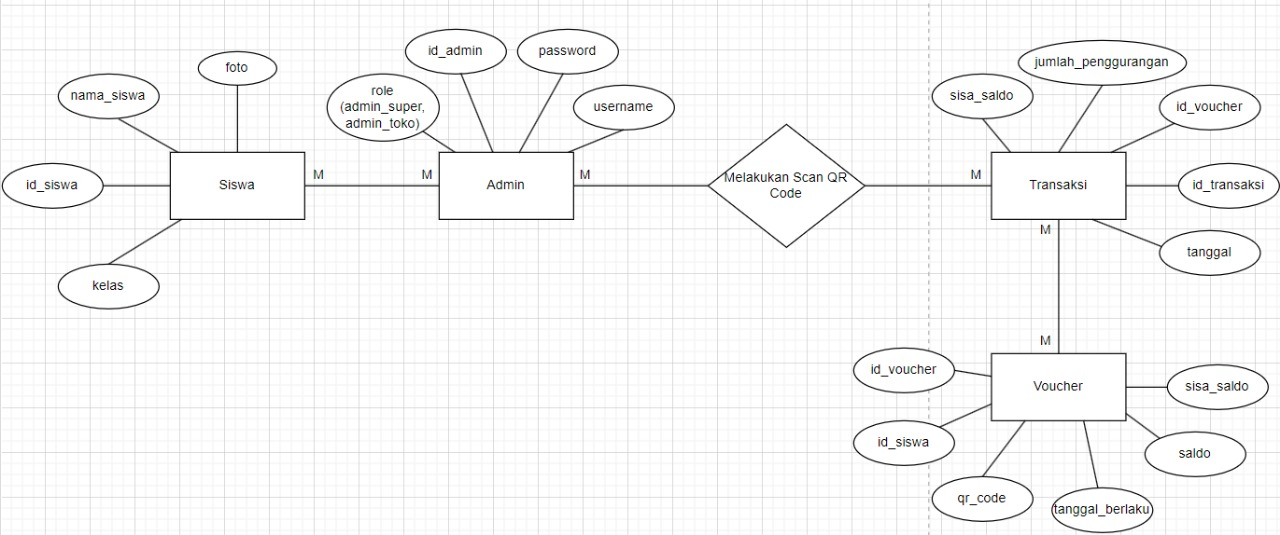 id_admin
password
foto
jumlah_penggurangan
nama_siswa
role
(admin_super,
admin_toko)
username
sisa_saldo
id_voucher
id_siswa
Siswa
M
M
Admin
M
Melakukan Scan QR
Code
M
Transaksi
id_transaksi
M
tanggal
kelas
M
id_voucher
Voucher
sisa_saldo
id_siswa
saldo
qr_code
tanggal_berlaku